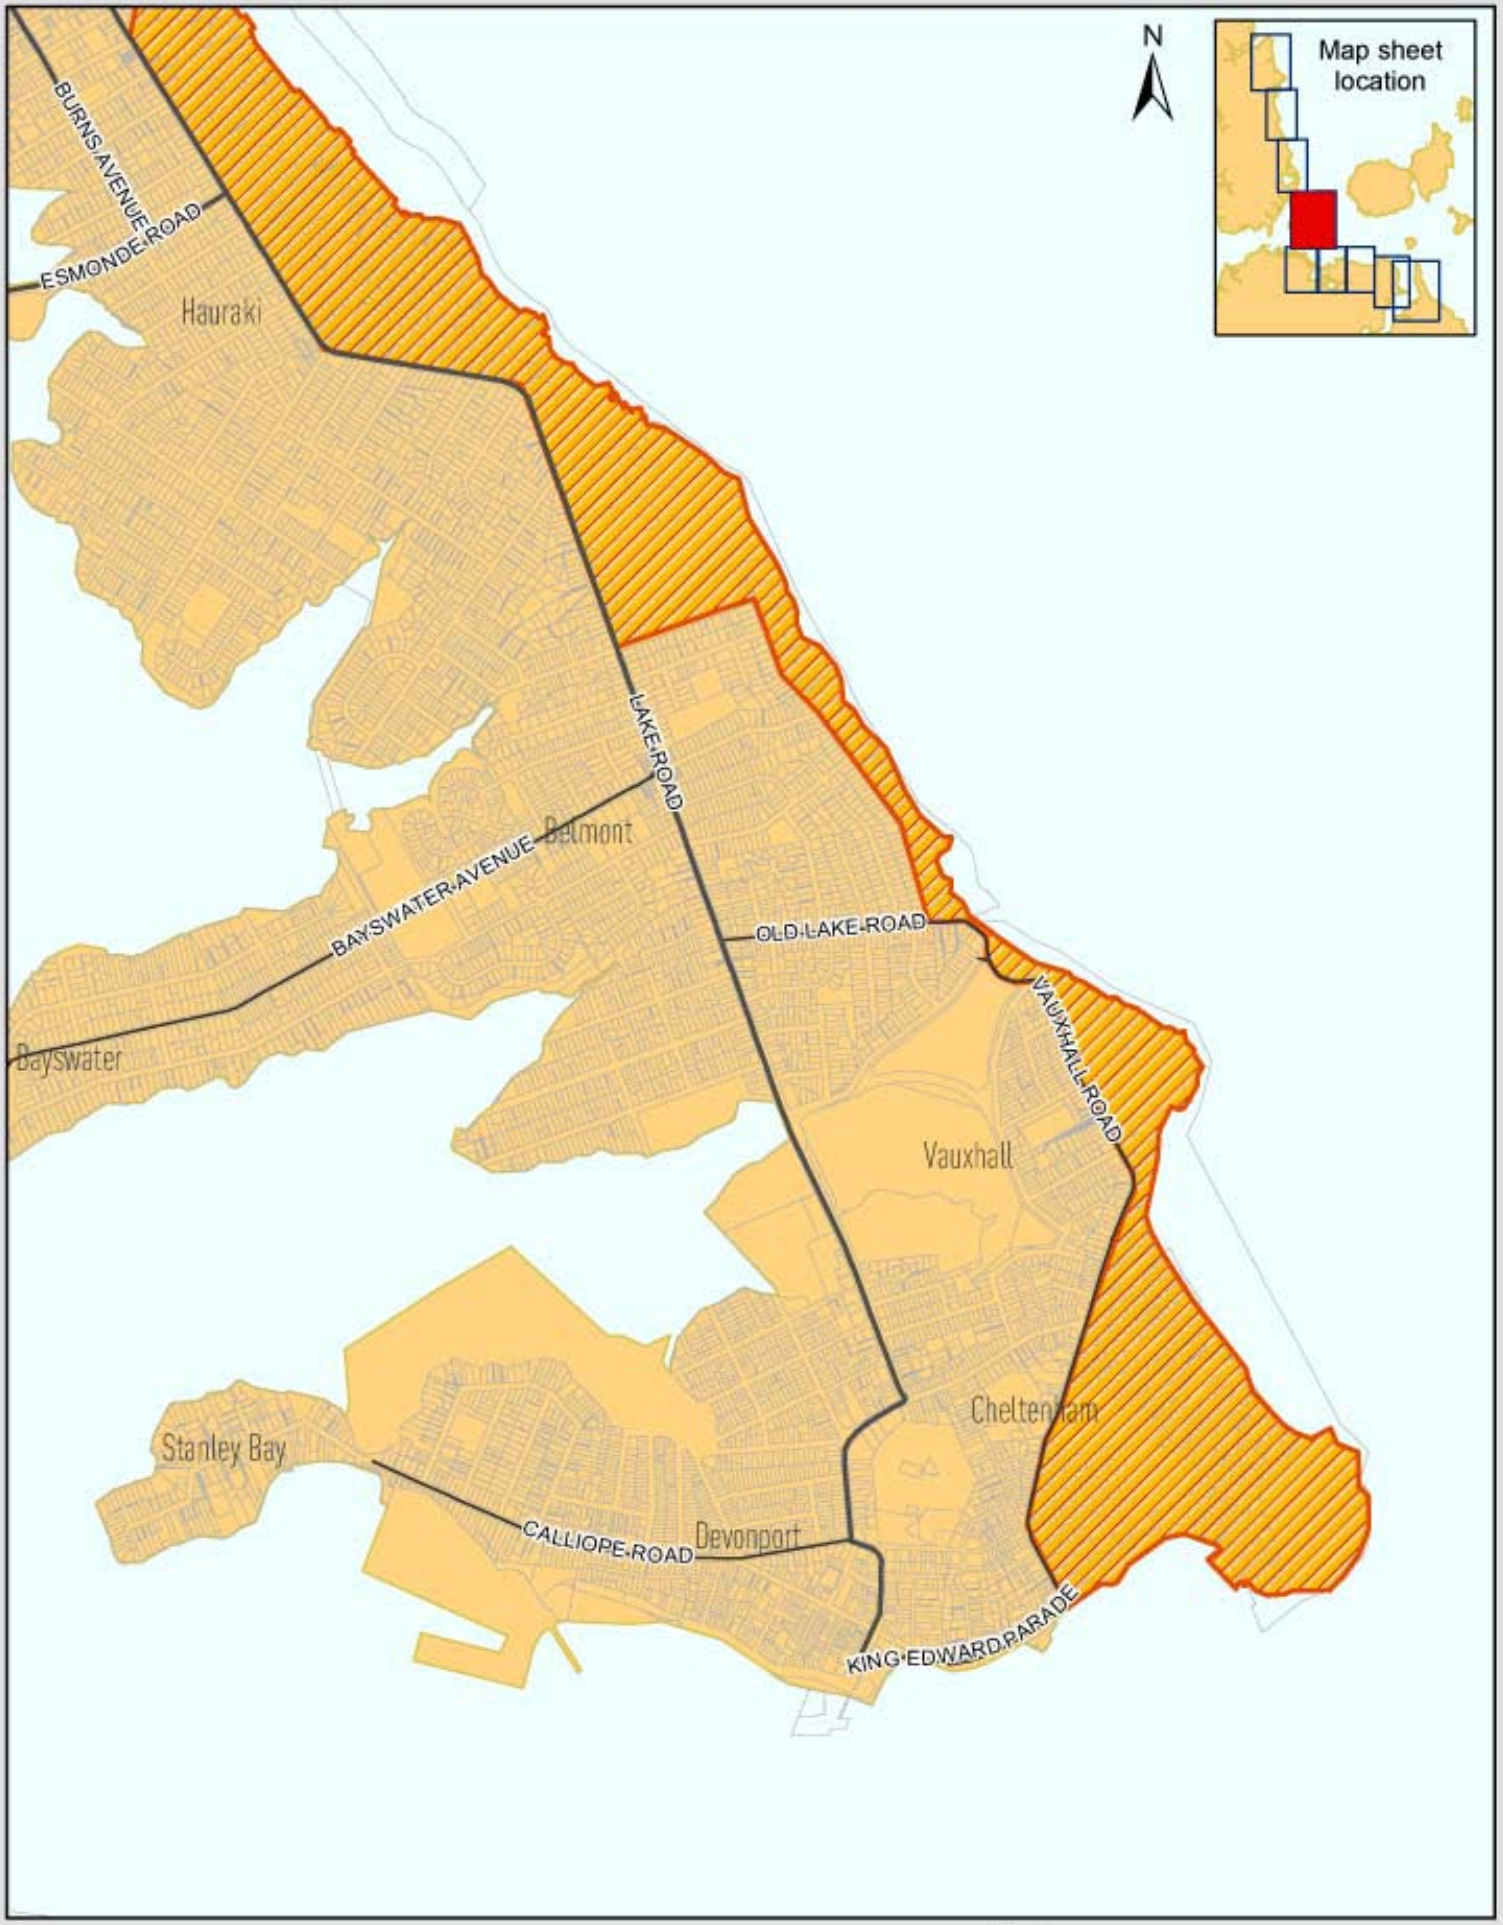 N
Map sheet
location
BURNS AVENUE
ESMONDE ROAD
Hauraki
LAKE ROAD
Belmont
BAYSWATER AVENUE
OLD LAKE ROAD
VAUXHALL ROAD
Bayswater
Vauxhall
Cheltenham
Stanley Bay
CALLIOPE ROAD
Devonport
KING EDWARD PARADE